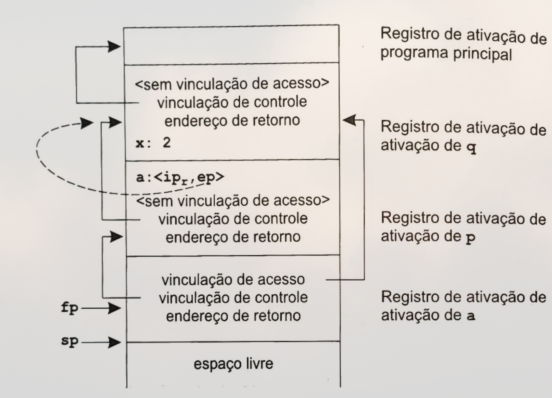 Registro de ativação de
programa principal
<sem vinculação de acesso>
vinculação de controle
endereço de retorno
x: 2
Registro de ativação de
ativação de q
a:<ipr,ep>
<sem vinculação de acesso>
vinculação de controle
endereço de retorno
Registro de ativação de
ativação de p
vinculação de acesso
vinculação de controle
endereço de retorno
Registro de ativação de
ativação de a
fp
sp
espaço livre